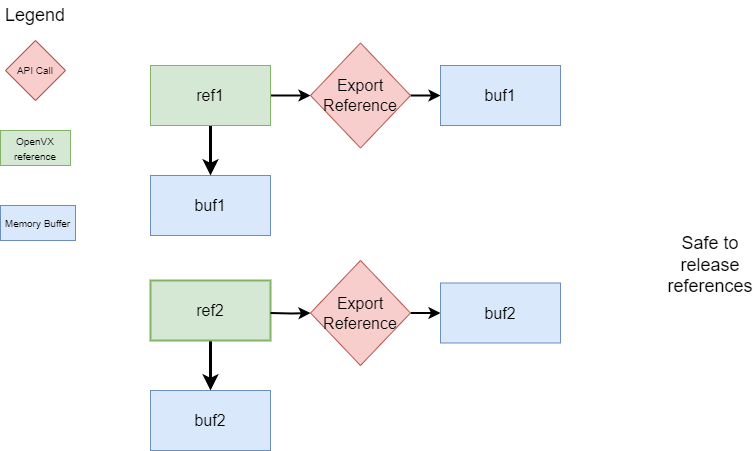 Legend
API Call
OpenVX
reference
Memory Buffer
ref1
Export
Reference
buf1
buf1
ref2
Export
Reference
buf2
buf2
Safe to
release
references